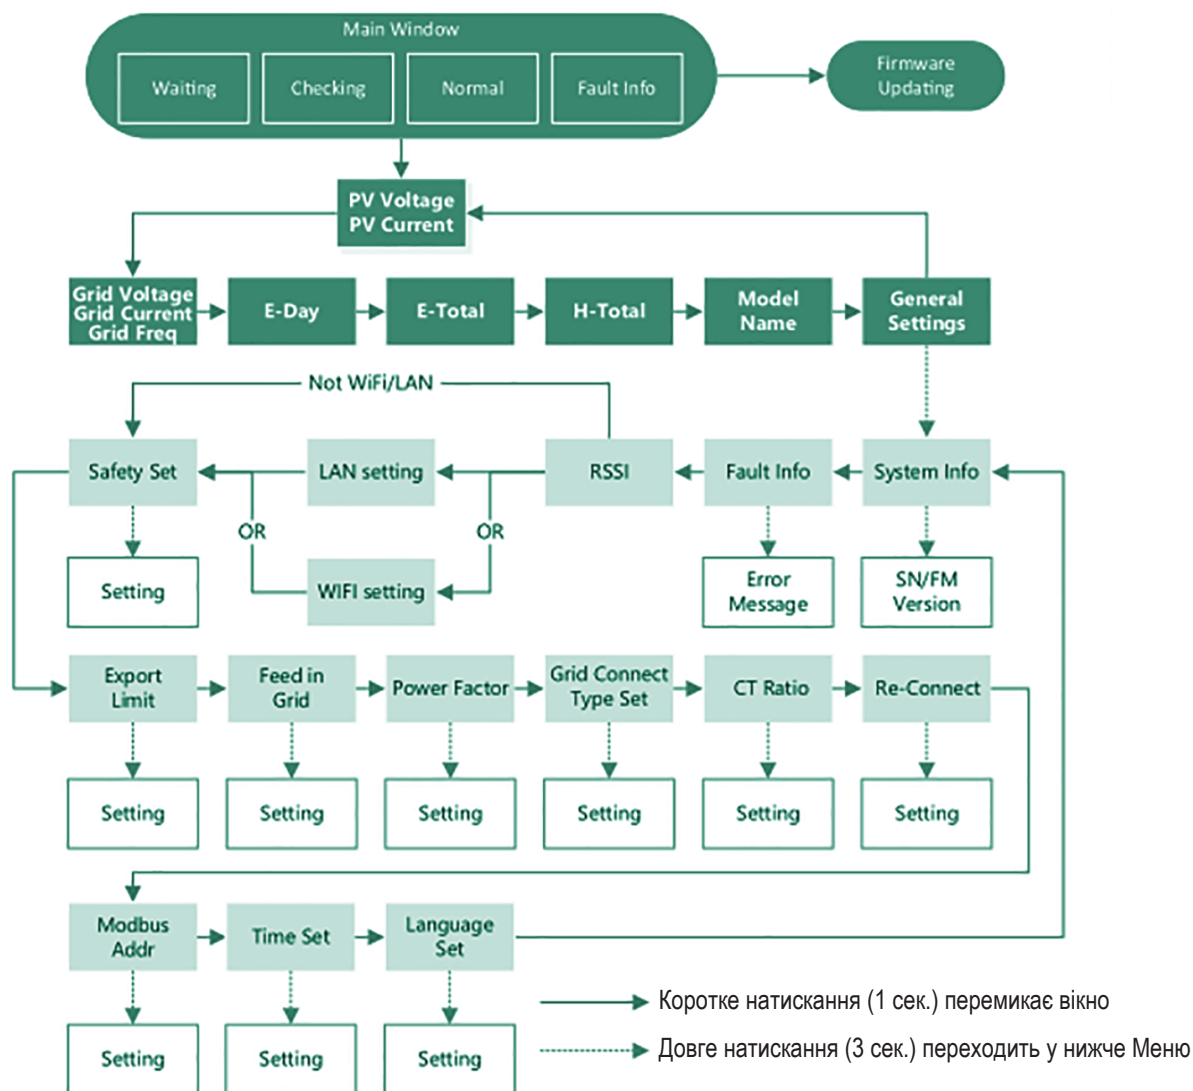 Main Window
Waiting
Checking
Normal
Fault Info
Firmware
Updating
PV Voltage
PV Current
Grid Voltage
Grid Current
Grid Freq
E-Day
E-Total
H-Total
Model
Name
General
Settings
Not WiFi/LAN
Safety Set
LAN setting
RSSI
Fault Info
System Info
OR
OR
Setting
WIFI setting
Error
Message
SN/FM
Version
Export
Limit
Feed in
Grid
Power Factor
Grid Connect
Type Set
CT Ratio
Re-Connect
Setting
Setting
Setting
Setting
Setting
Setting
Modbus
Addr
Time Set
Language
Set
Setting
Setting
Setting
Коротке натискання (1 сек.) перемикає вікно
Довге натискання (3 сек.) переходить у нижче Меню